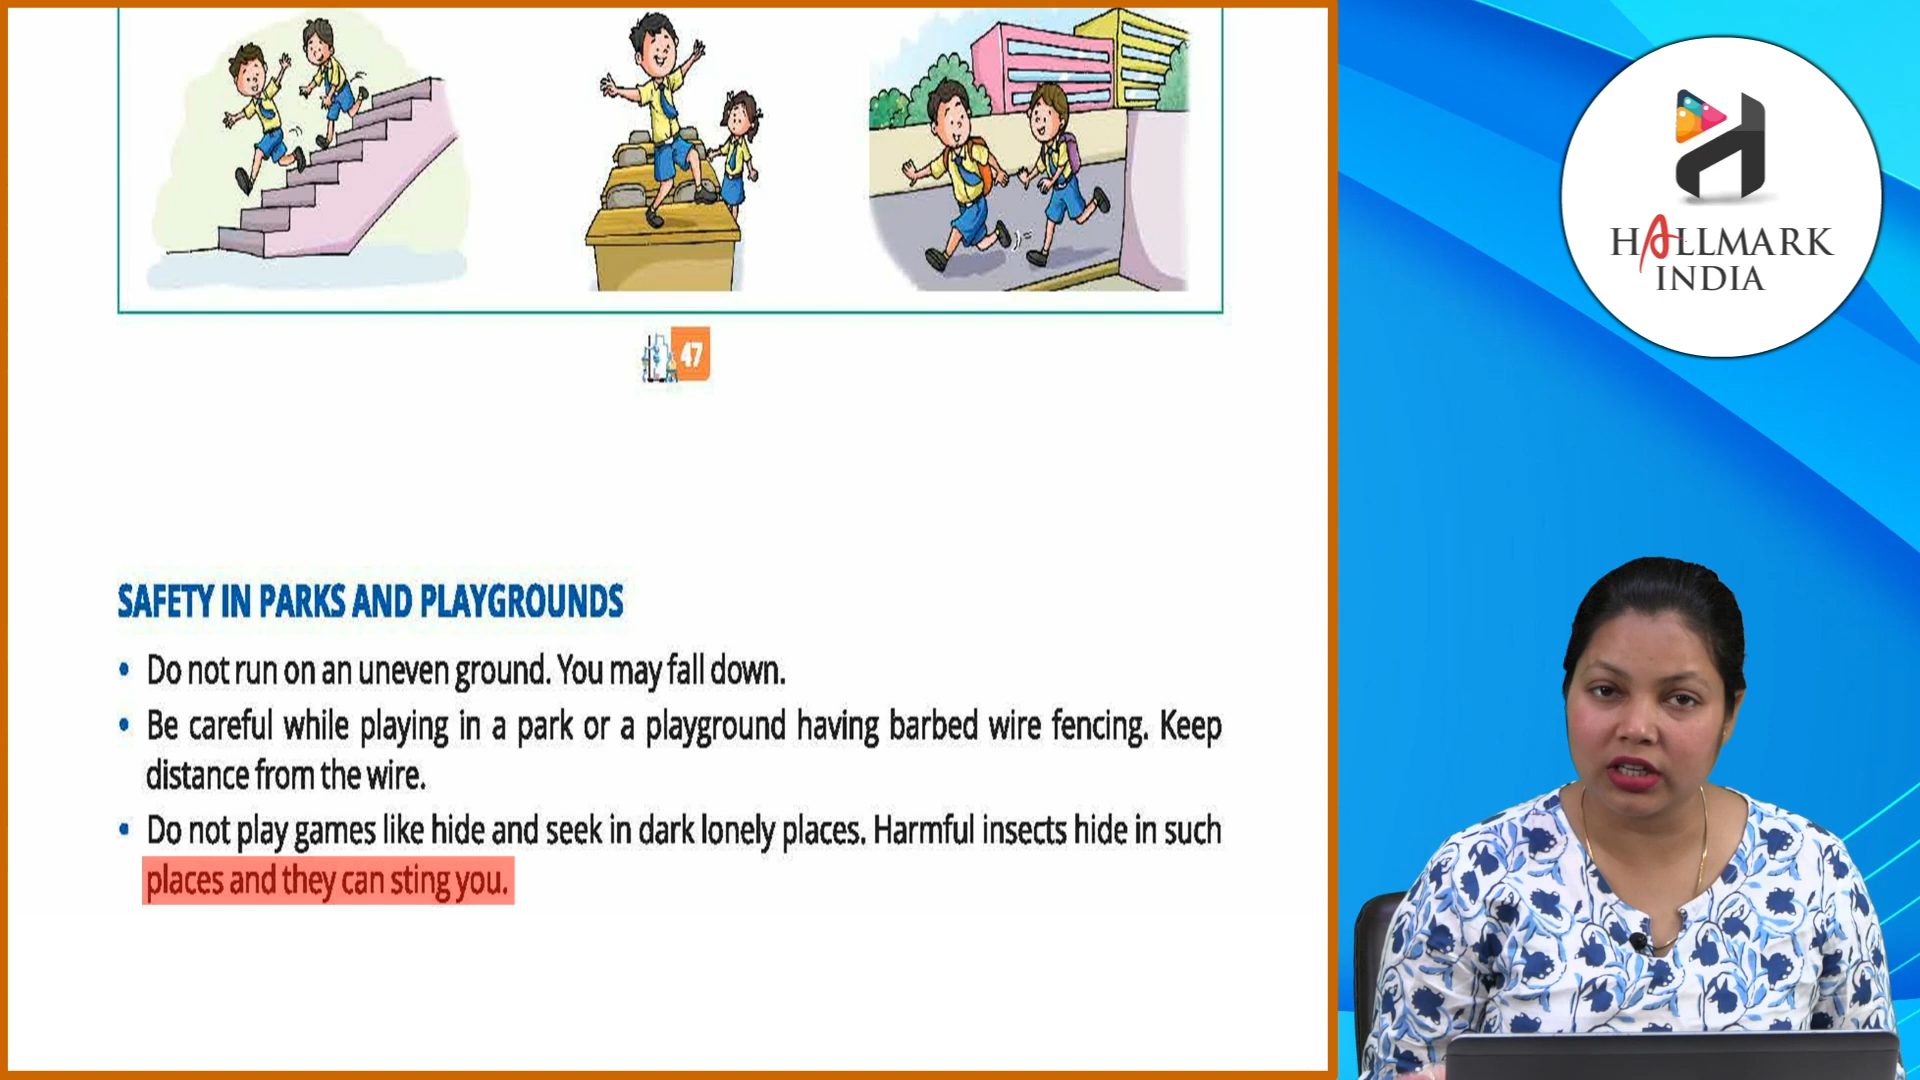 47
SAFETY IN PARKS AND PLAYGROUNDS
• Do not run on an uneven ground. You may fall down.
• Be careful while playing in a park or a playground having barbed wire fencing. Keep
distance from the wire.
• Do not play games like hide and seek in dark lonely places. Harmful insects hide in such
places and they can sting you.
HALLMARK
INDIA